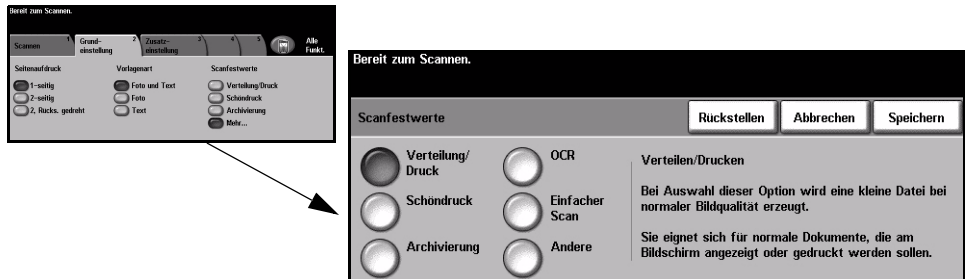 Bereit zum Scannen.
Scannen 1
Grund-
einstellung 2
Zusatz-
einstellung 3
4
5
Alle
Funkt.
Seitenaufdruck
1-seitig
2-seitig
2, Rücks. gedreht
Vorlagenart
Foto und Text
Foto
Text
Scanfestwerte
Verteilung/Druck
Schöndruck
Archivierung
Mehr...
Bereit zum Scannen.
Scanfestwerte
Rückstellen
Abbrechen
Speichern
Verteilung/
Druck
Schöndruck
Archivierung
OCR
Einfacher
Scan
Andere
Verteilen/Drucken
Bei Auswahl dieser Option wird eine kleine Datei bei
normaler Bildqualität erzeugt.
Sie eignet sich für normale Dokumente, die am
Bildschirm angezeigt oder gedruckt werden sollen.